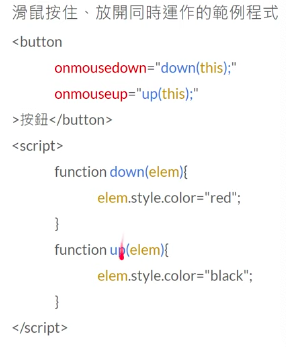 滑鼠按住、放開同時運作的範例程式
<button
onmousedown="down(this);"
onmouseup="up(this);"
>按鈕</button>
<script>
function down(elem){
elem.style.color="red";
}
function up(elem){
elem.style.color="black";
}
</script>